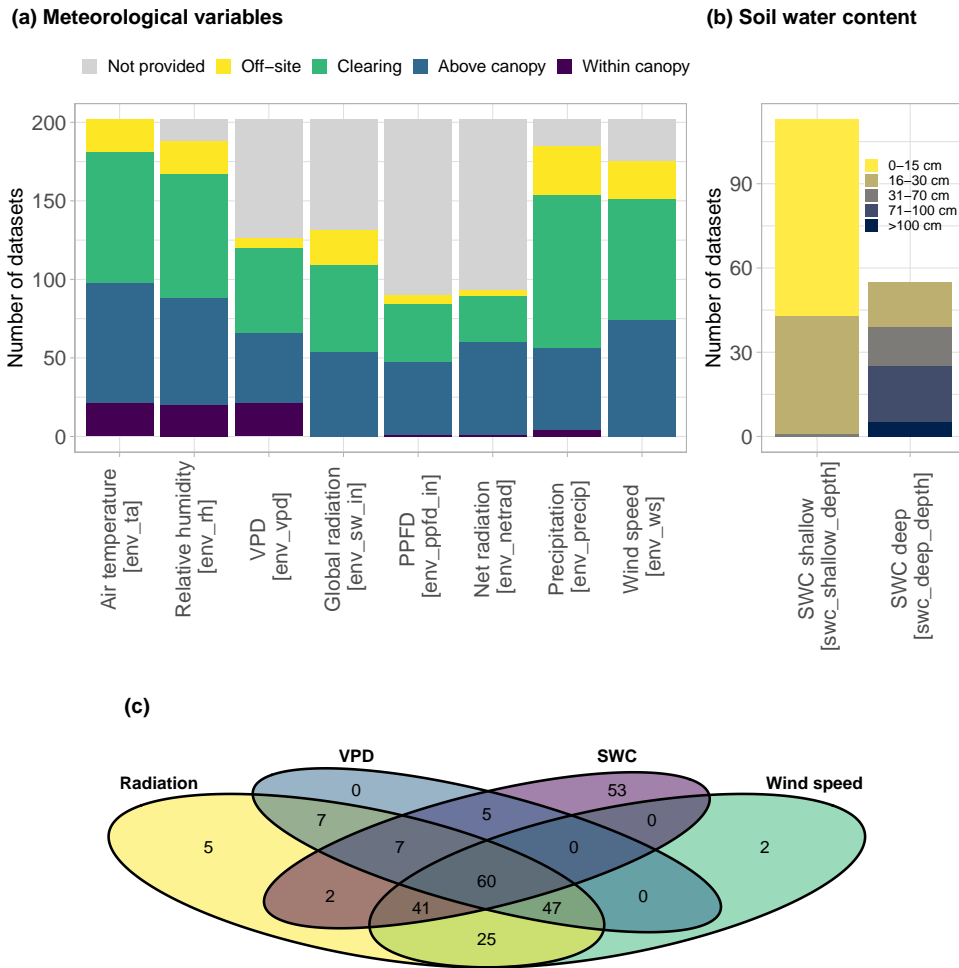 (a) Meteorological variables
(b) Soil water content
Not provided
Off−site
Clearing
Above canopy
Within canopy
Number of datasets
200
150
100
50
0
Air temperature
[env_ta]
Relative humidity
[env_rh]
VPD
[env_vpd]
Global radiation
[env_sw_in]
PPFD
[env_ppfd_in]
Net radiation
[env_netrad]
Precipitation
[env_precip]
Wind speed
[env_ws]
Number of datasets
90
60
30
0
0−15 cm
16−30 cm
31−70 cm
71−100 cm
>100 cm
SWC shallow
[swc_shallow_depth]
SWC deep
[swc_deep_depth]
(c)
VPD
SWC
Radiation
Wind speed
0
53
7
5
0
5
7
0
2
60
2
0
41
47
25